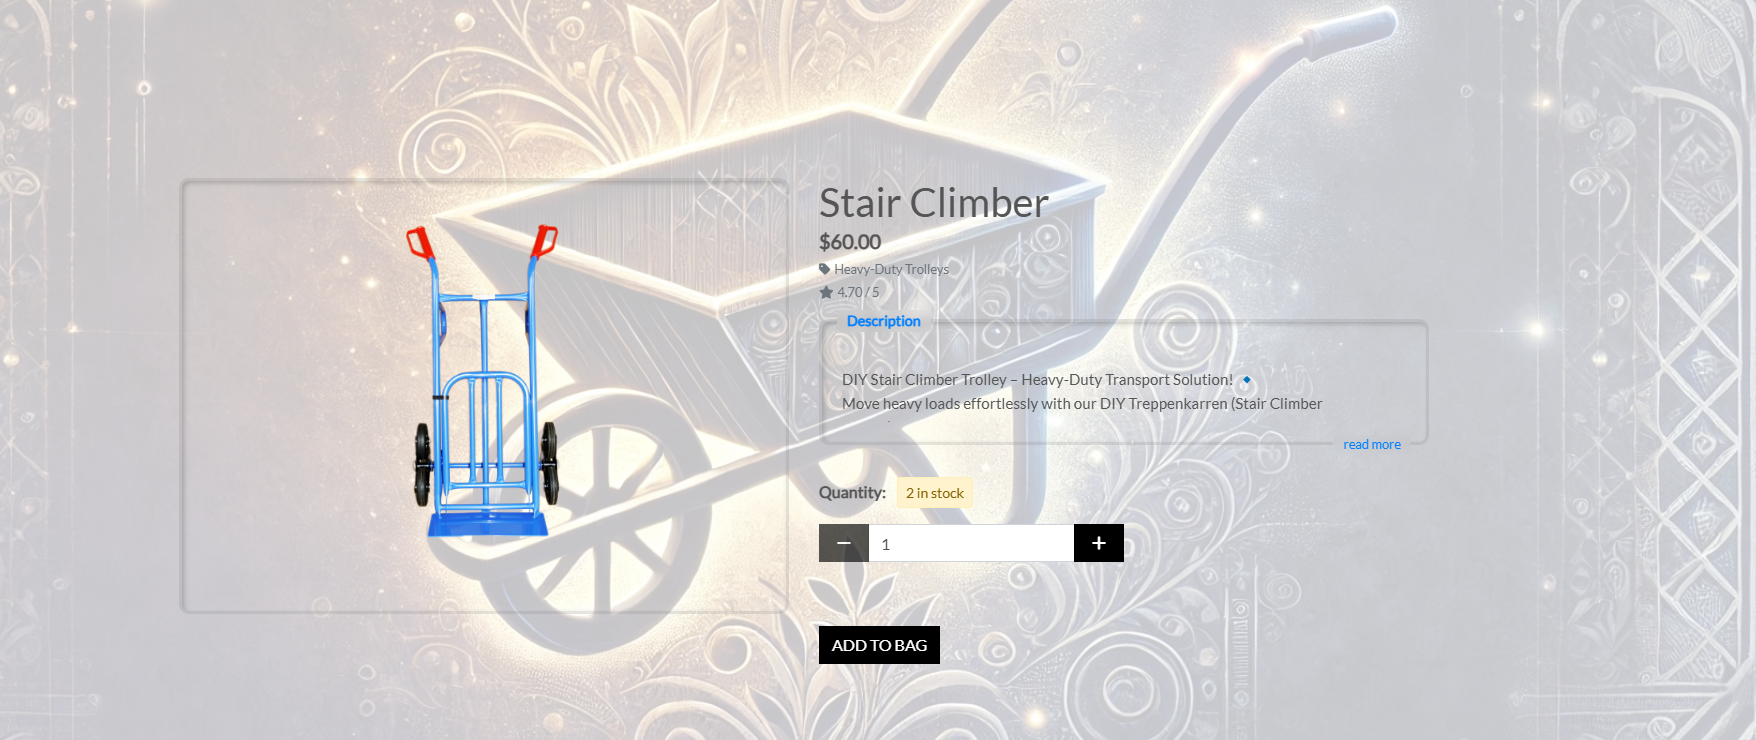 Stair Climber
$60.00
Heavy-Duty Trolleys
4.70 / 5
Description
DIY Stair Climber Trolley – Heavy-Duty Transport Solution! 🔹
Move heavy loads effortlessly with our DIY Treppenkarren (Stair Climber
read more
Quantity: 2 in stock
1
ADD TO BAG